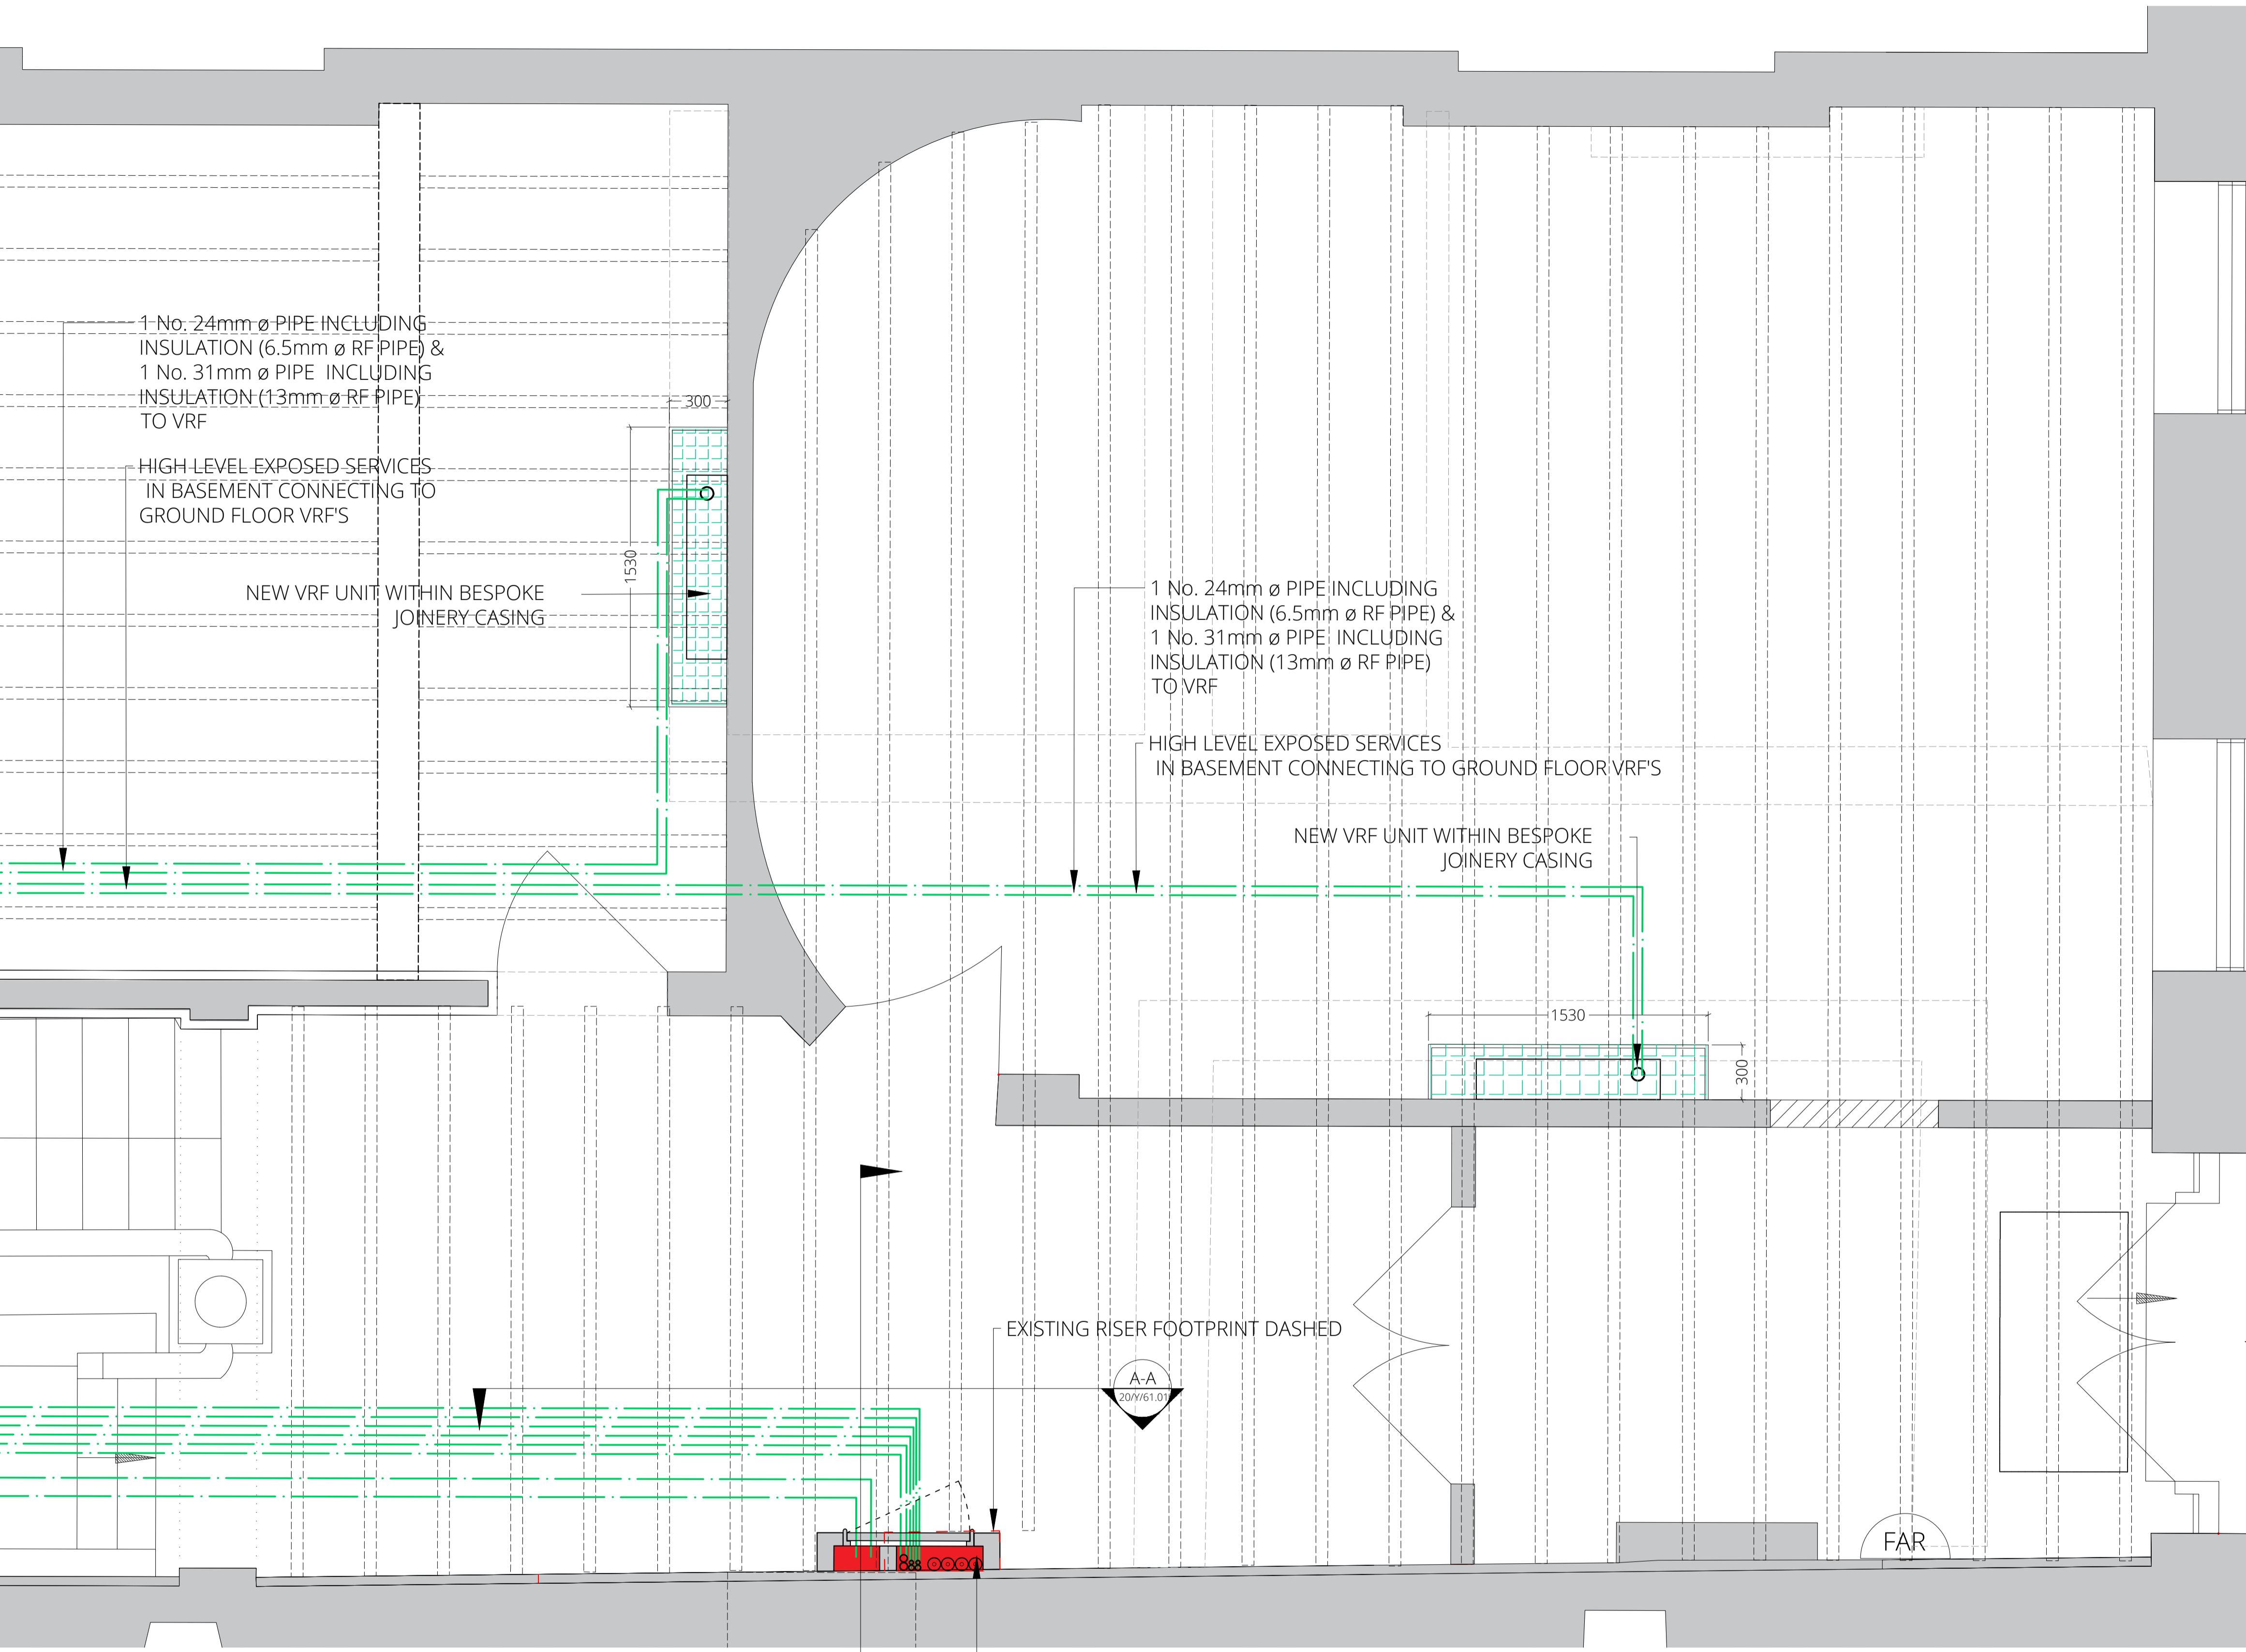 1 No. 24mm ø PIPE INCLUDING
INSULATION (6.5mm ø RF PIPE) &
1 No. 31mm ø PIPE INCLUDING
INSULATION (13mm ø RF PIPE)
TO VRF
300
HIGH LEVEL EXPOSED SERVICES
IN BASEMENT CONNECTING TO
GROUND FLOOR VRF'S
1530
NEW VRF UNIT WITHIN BESPOKE
JOINERY CASING
1 No. 24mm ø PIPE INCLUDING
INSULATION (6.5mm ø RF PIPE) &
1 No. 31mm ø PIPE INCLUDING
INSULATION (13mm ø RF PIPE)
TO VRF
HIGH LEVEL EXPOSED SERVICES
IN BASEMENT CONNECTING TO GROUND FLOOR VRF'S
NEW VRF UNIT WITHIN BESPOKE
JOINERY CASING
1530
300
EXISTING RISER FOOTPRINT DASHED
A-A
20/Y/61.01
FAR